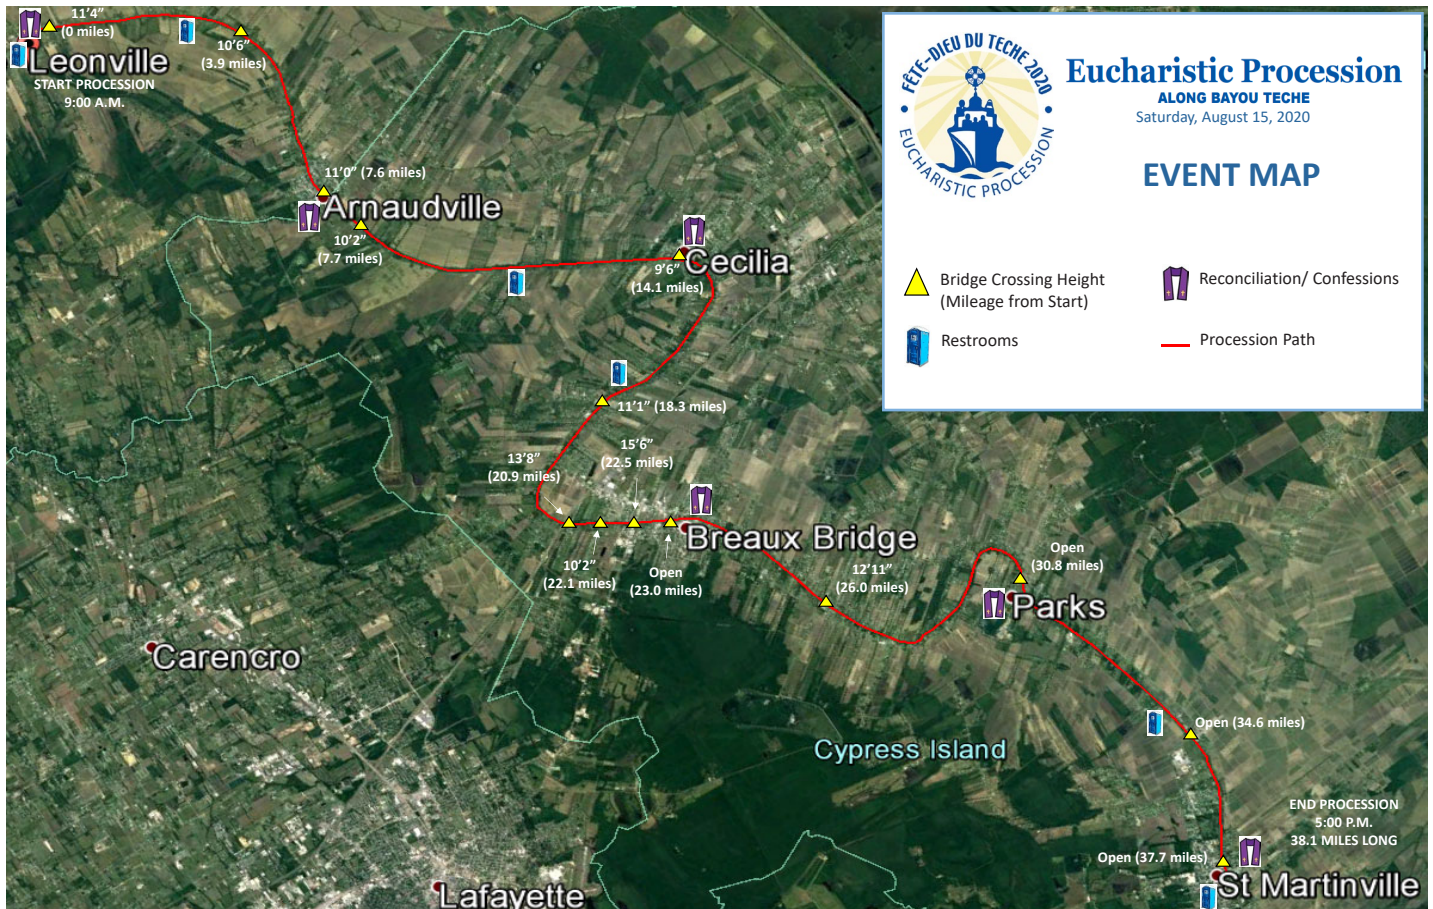 11'4"
(0 miles)
Leonville
START PROCESSION
9:00 A.M.
10'6"
(3.9 miles)
11'0" (7.6 miles)
Arnaudville
10'2"
(7.7 miles)
Cecilia
9'6"
(14.1 miles)
11'1" (18.3 miles)
15'6"
(22.5 miles)
13'8"
(20.9 miles)
Breaux Bridge
10'2"
(22.1 miles)
Open
(23.0 miles)
12'11"
(26.0 miles)
Open
(30.8 miles)
Parks
Carencro
Cypress Island
Open (34.6 miles)
END PROCESSION
5:00 P.M.
38.1 MILES LONG
Open (37.7 miles)
St Martinville
Lafayette
FÊTE-DIEU DU TECHE 2020
EUCHARISTIC PROCESSION
Eucharistic Procession
ALONG BAYOU TECHE
Saturday, August 15, 2020
EVENT MAP
Bridge Crossing Height
(Mileage from Start)
Reconciliation/ Confessions
Restrooms
Procession Path